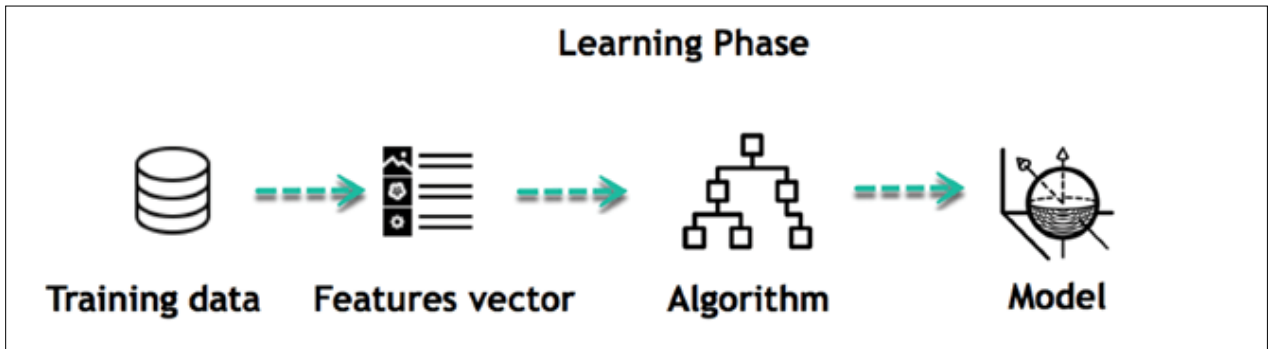 Learning Phase
Training data
Features vector
Algorithm
Model